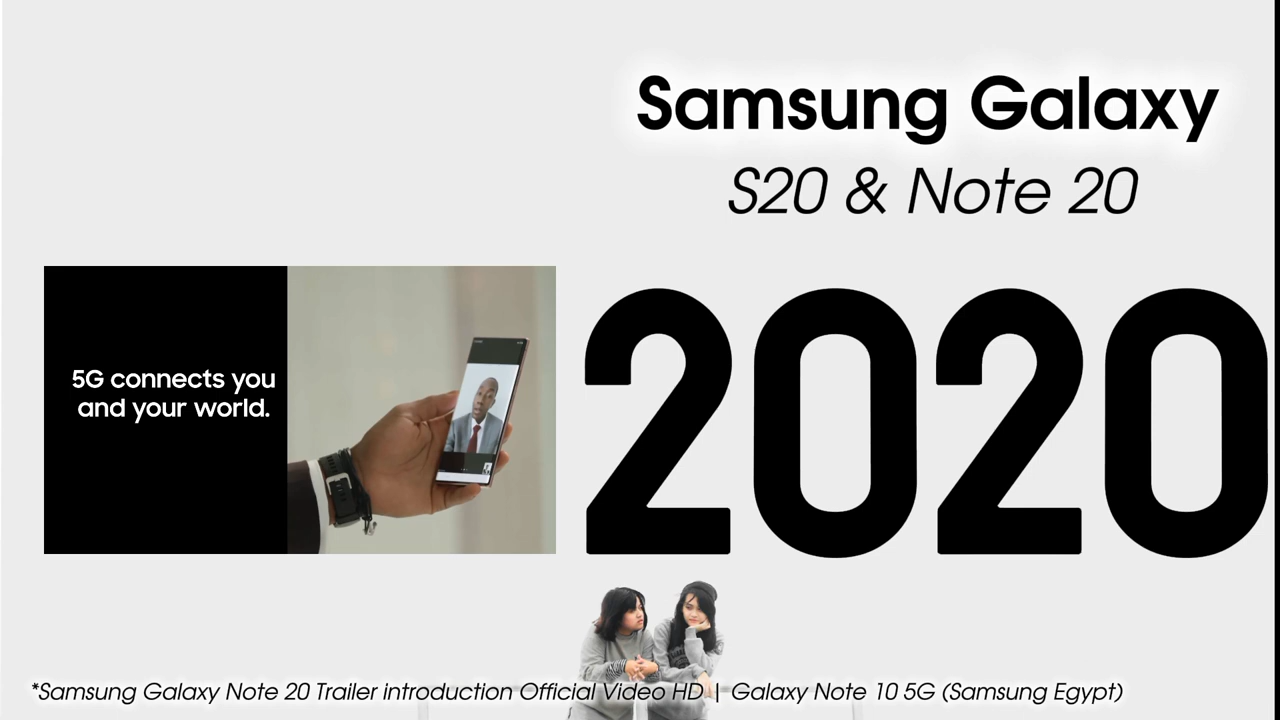 Samsung Galaxy
S20 & Note 20
5G connects you
and your world.
2020
*Samsung Galaxy Note 20 Trailer introduction Official Video HD | Galaxy Note 10 5G (Samsung Egypt)